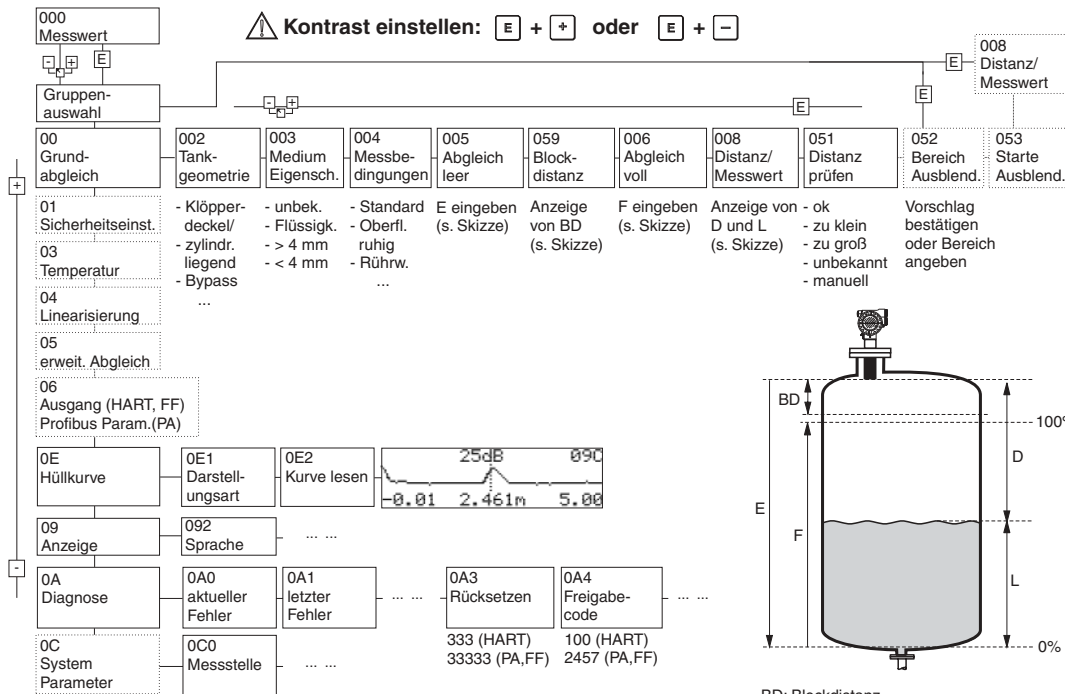 000
Messwert
Kontrast einstellen: E + + oder E + −
- + E
008
Distanz/
Messwert
E
E
Gruppen-
auswahl
- +
E
00
Grund-
abgleich
002
Tank-
geometrie
003
Medium
Eigensch.
004
Messbe-
dingungen
005
Abgleich
leer
059
Block-
distanz
006
Abgleich
voll
008
Distanz/
Messwert
051
Distanz
prüfen
052
Bereich
Ausblend.
053
Starte
Ausblend.
+
- Klöpper-
deckel/
- zylindr.
liegend
- Bypass
...
- unbek.
- Flüssigk.
- > 4 mm
- < 4 mm
- Standard
- Oberfl.
ruhig
- Rührw.
...
E eingeben
(s. Skizze)
Anzeige
von BD
(s. Skizze)
F eingeben
(s. Skizze)
Anzeige von
D und L
(s. Skizze)
- ok
- zu klein
- zu groß
- unbekannt
- manuell
Vorschlag
bestätigen
oder Bereich
angeben
01
Sicherheitseinst.
03
Temperatur
04
Linearisierung
05
erweit. Abgleich
06
Ausgang (HART, FF)
Profibus Param.(PA)
0E
Hüllkurve
0E1
Darstell-
ungsart
0E2
Kurve lesen
25dB 09C
-0.01 2.461m 5.00
09
Anzeige
092
Sprache
... ...
-
0A
Diagnose
0A0
aktueller
Fehler
0A1
letzter
Fehler
... ...
0A3
Rücksetzen
0A4
Freigabe-
code
... ...
333 (HART)
33333 (PA,FF)
100 (HART)
2457 (PA,FF)
0C
System
Parameter
0C0
Messstelle
... ...
BD
100%
D
E
F
L
0%
BD: Blockdistanz